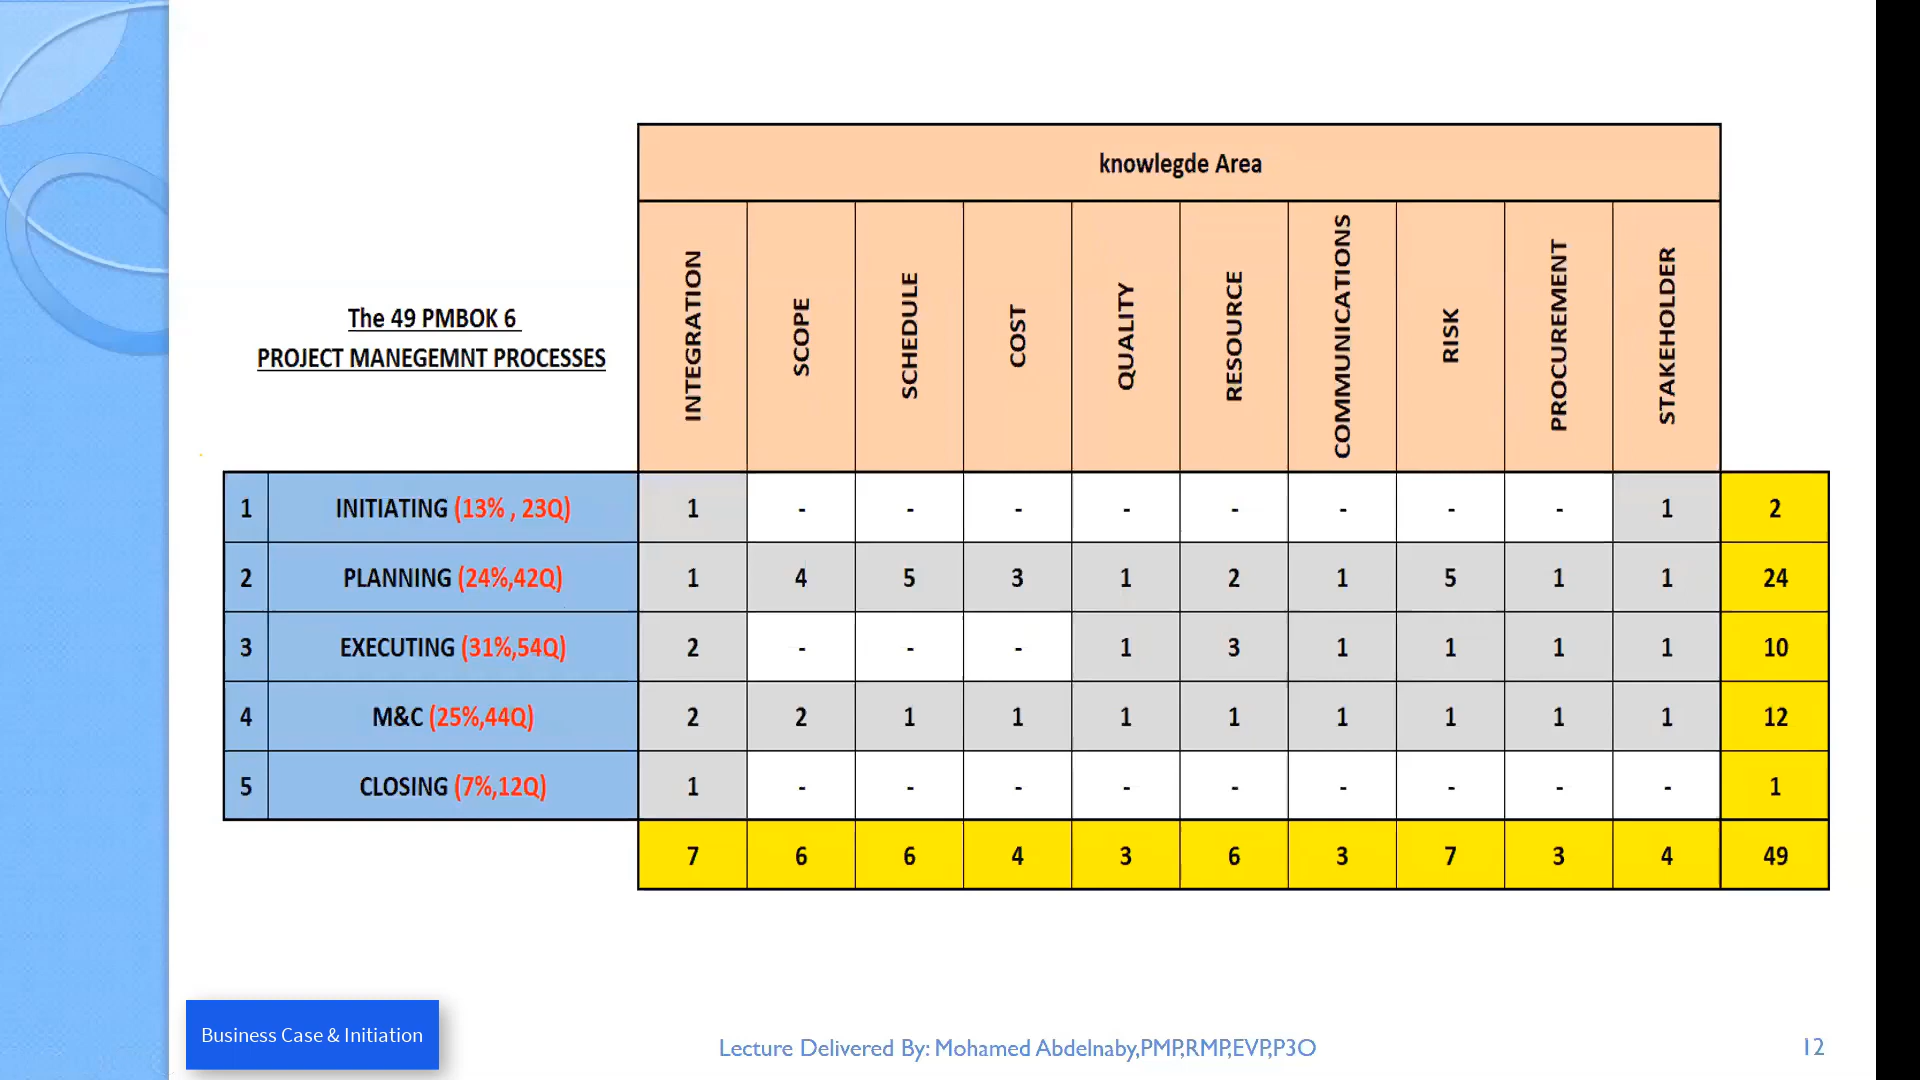 knowlegde Area
The 49 PMBOK 6
PROJECT MANEGEMNT PROCESSES
INTEGRATION SCOPE SCHEDULE COST QUALITY RESOURCE COMMUNICATIONS RISK PROCUREMENT STAKEHOLDER
1 INITIATING (13% , 23Q) 1 - - - - - - - - 1 2
2 PLANNING (24%,42Q) 1 4 5 3 1 2 1 5 1 1 24
3 EXECUTING (31%,54Q) 2 - - - 1 3 1 1 1 1 10
4 M&C (25%,44Q) 2 2 1 1 1 1 1 1 1 1 12
5 CLOSING (7%,12Q) 1 - - - - - - - - - 1
7 6 6 4 3 6 3 7 3 4 49
Business Case & Initiation
Lecture Delivered By: Mohamed Abdelnaby,PMP,RMP,EVP,P3O
12